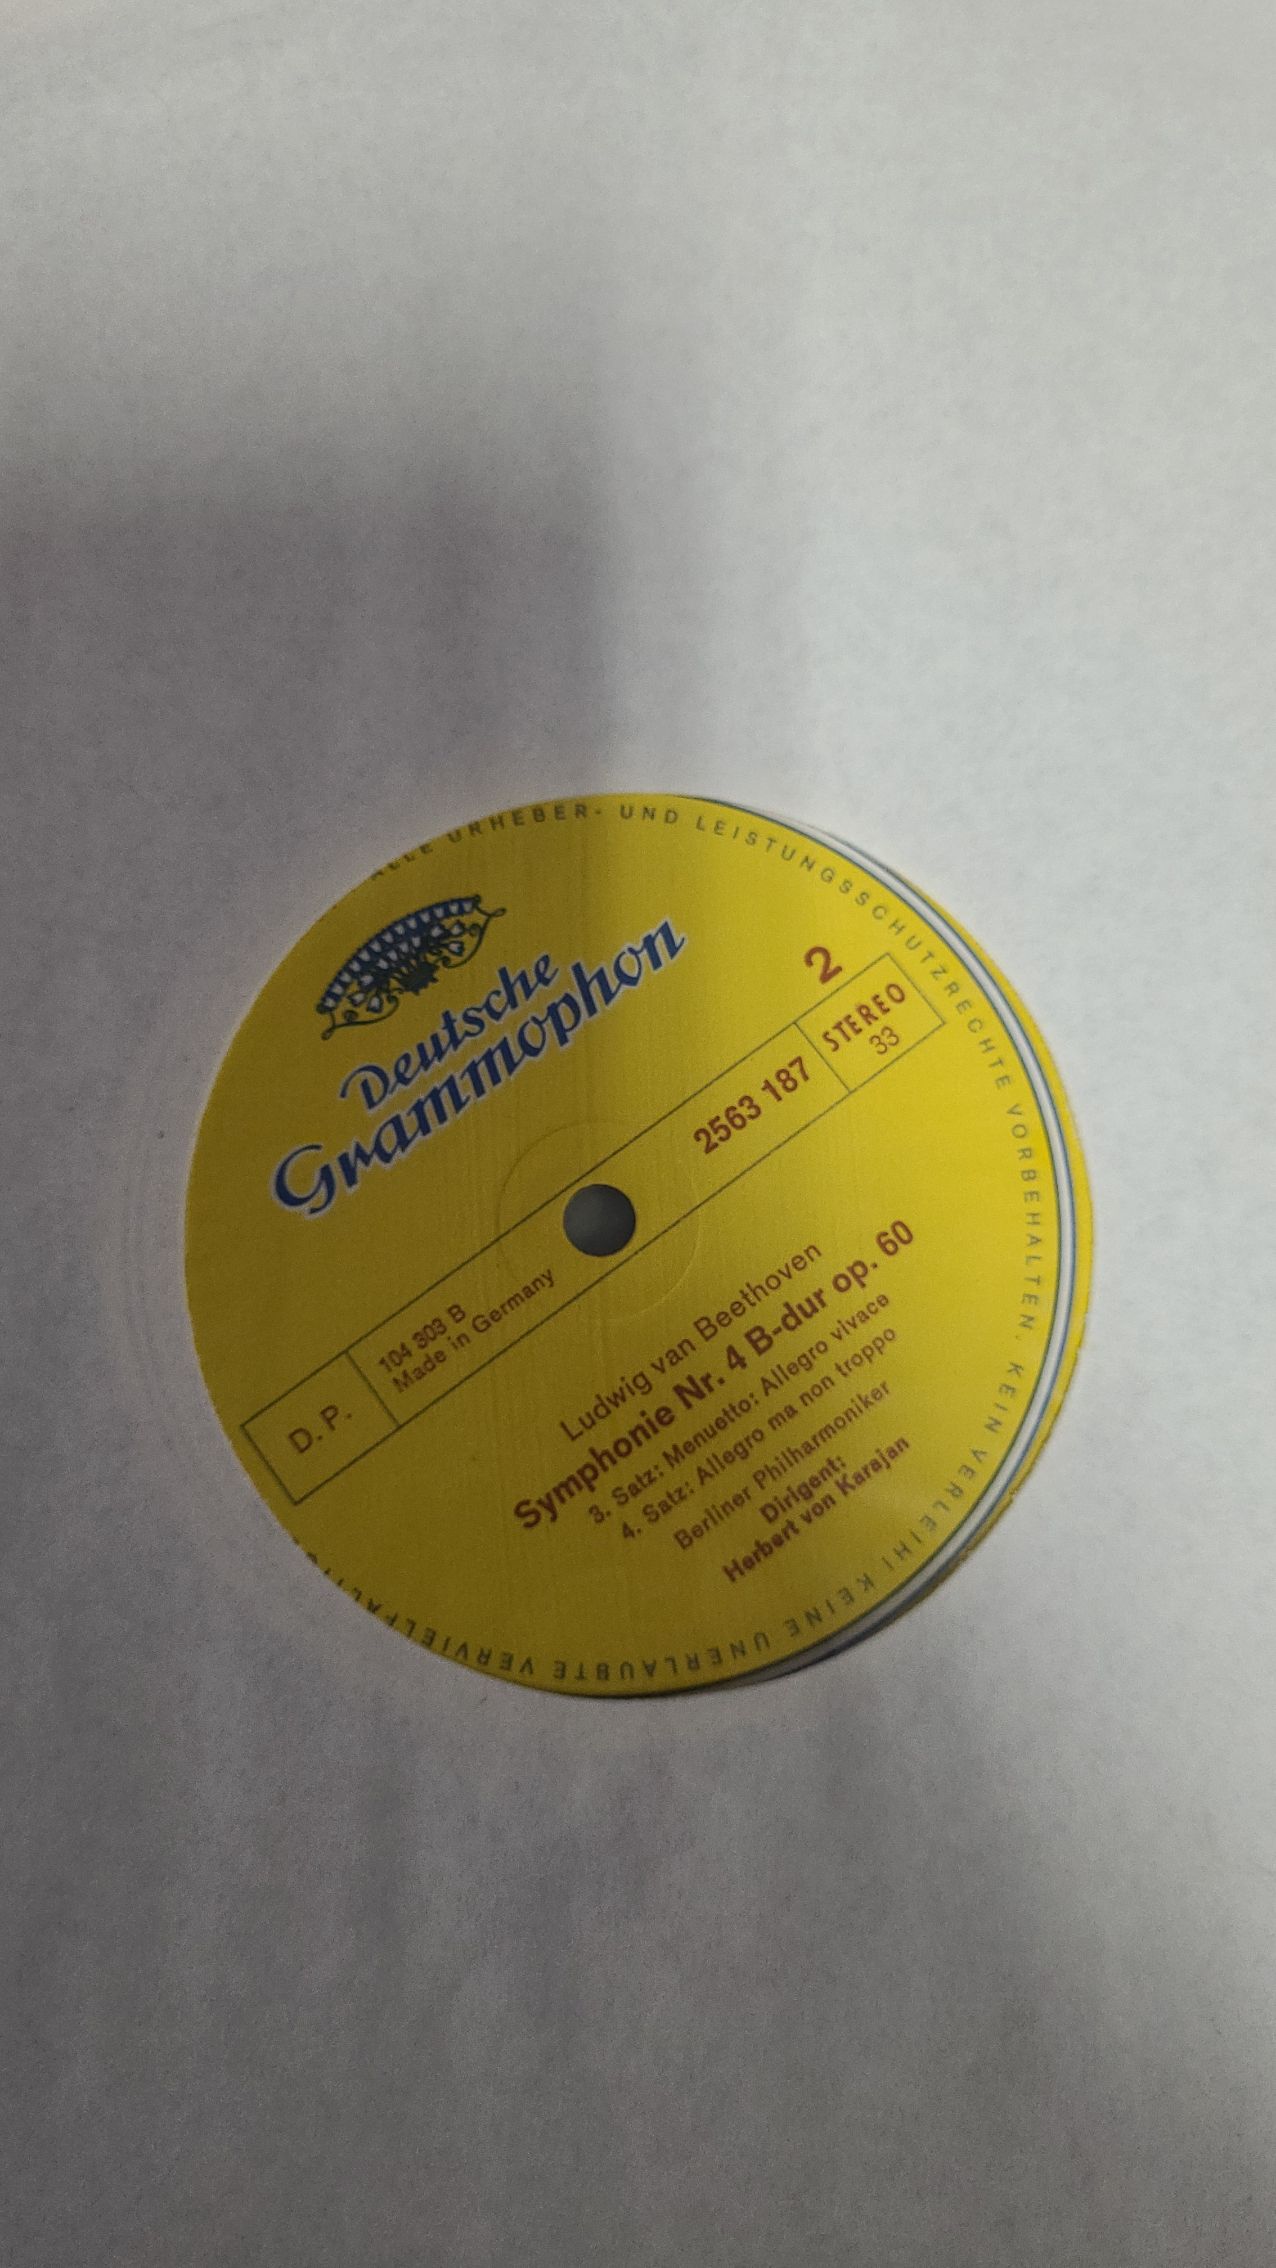 ALLE URHEBER- UND LEISTUNGSSCHUTZRECHTE VORBEHALTEN. KEIN VERLEIH! KEINE UNERLAUBTE
Deutsche
Grammophon
2
STEREO
33
2563 187
104 303 B
Made in Germany
D. P.
Ludwig van Beethoven
Symphonie Nr. 4 B-dur op. 60
3. Satz: Menuetto: Allegro vivace
4. Satz: Allegro ma non troppo
Berliner Philharmoniker
Dirigent:
Herbert von Karajan